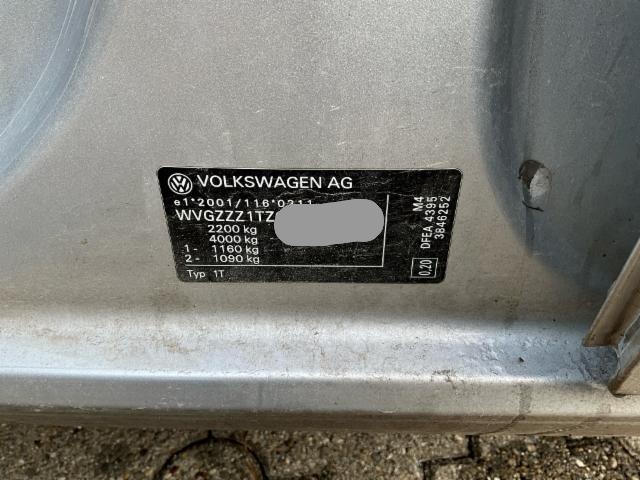 VOLKSWAGEN AG
e1*2001/116*0211
WVGZZZ1TZ
2200 kg
4000 kg
1- 1160 kg
2- 1090 kg
Typ 1T
M4
DFEA 4395
3846252
0,20